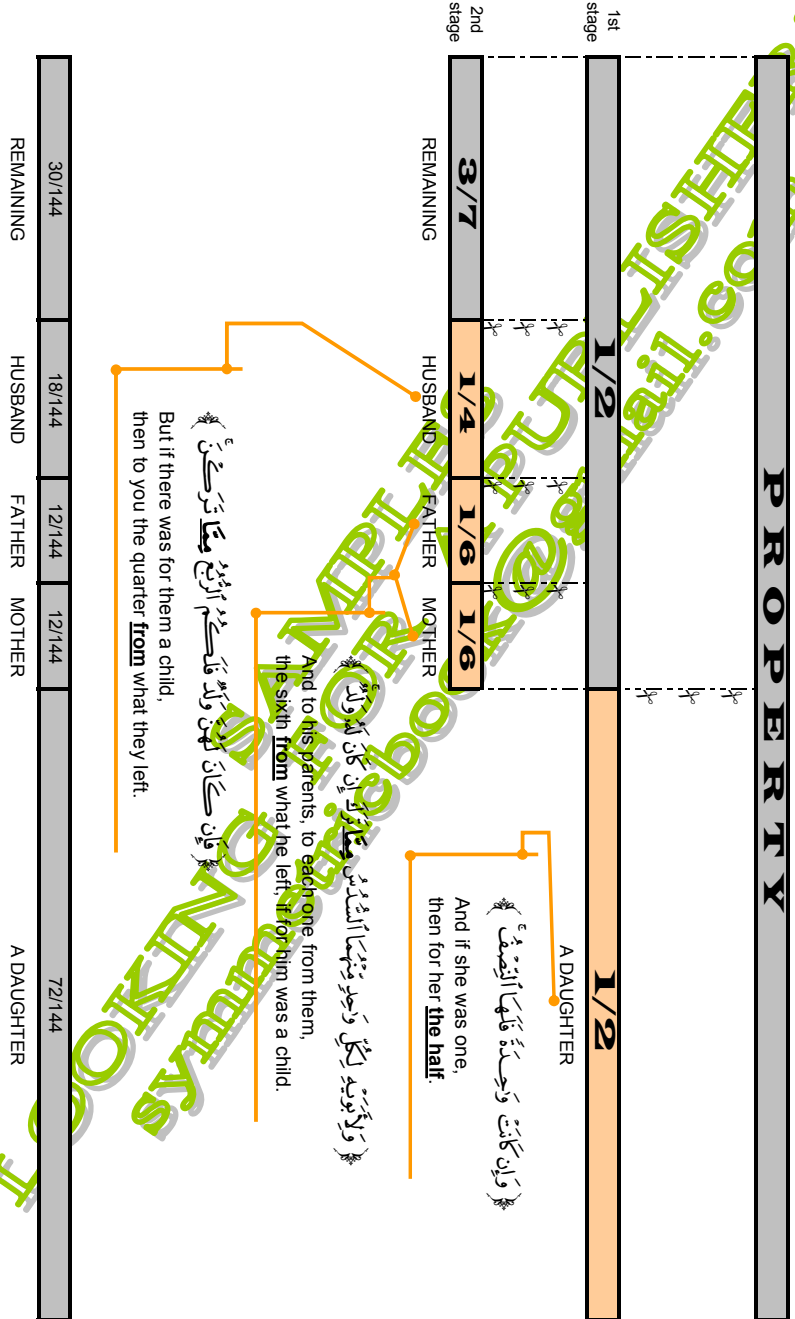 PROPERTY
1st
stage
1/2
1/2
A DAUGHTER
﴿ وَإِن كَانَتْ وَٰحِدَةً فَلَهَا ٱلنِّصْفُ ۚ ﴾
And if she was one,
then for her the half.
2nd
stage
3/7
1/4
1/6
1/6
REMAINING
HUSBAND
FATHER
MOTHER
﴿ وَلِأَبَوَيْهِ لِكُلِّ وَٰحِدٍ مِّنْهُمَا ٱلسُّدُسُ مِمَّا تَرَكَ إِن كَانَ لَهُۥ وَلَدٌ ۚ ﴾
And to his parents, to each one from them,
the sixth from what he left, if for him was a child.
﴿ فَإِن كَانَ لَهُنَّ وَلَدٌ فَلَكُمُ ٱلرُّبُعُ مِمَّا تَرَكْنَ ۚ ﴾
But if there was for them a child,
then to you the quarter from what they left.
30/144
18/144
12/144
12/144
72/144
REMAINING
HUSBAND
FATHER
MOTHER
A DAUGHTER
SAMPLES
LOOKING FOR A PUBLISHER
symmetricbook@gmail.com